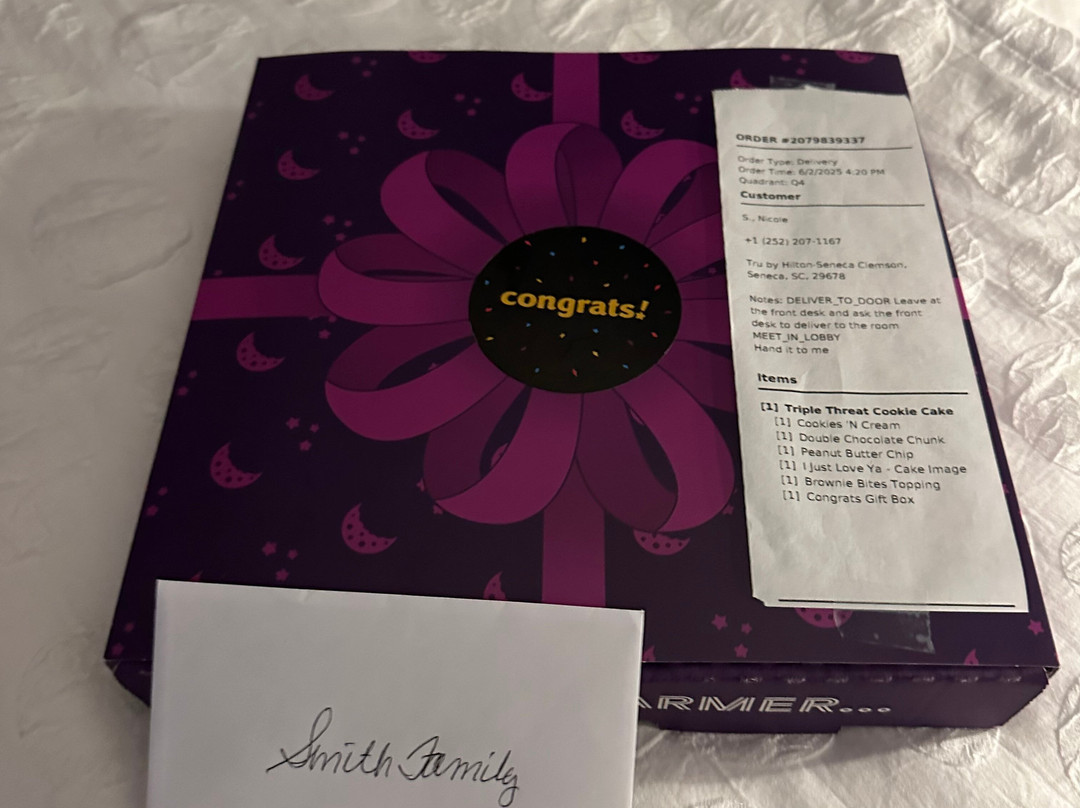 congrats!
ORDER #2079839337
Order Type: Delivery
Order Time: 6/2/2025 4:20 PM
Quadrant: Q4
Customer
S., Nicole
+1 (252) 207-1167
Tru by Hilton-Seneca Clemson,
Seneca, SC, 29678
Notes: DELIVER_TO_DOOR Leave at
the front desk and ask the front
desk to deliver to the room
MEET_IN_LOBBY
Hand it to me
Items
[1] Triple Threat Cookie Cake
[1] Cookies 'N Cream
[1] Double Chocolate Chunk
[1] Peanut Butter Chip
[1] I Just Love Ya - Cake Image
[1] Brownie Bites Topping
[1] Congrats Gift Box
ARMER...
Smith Family